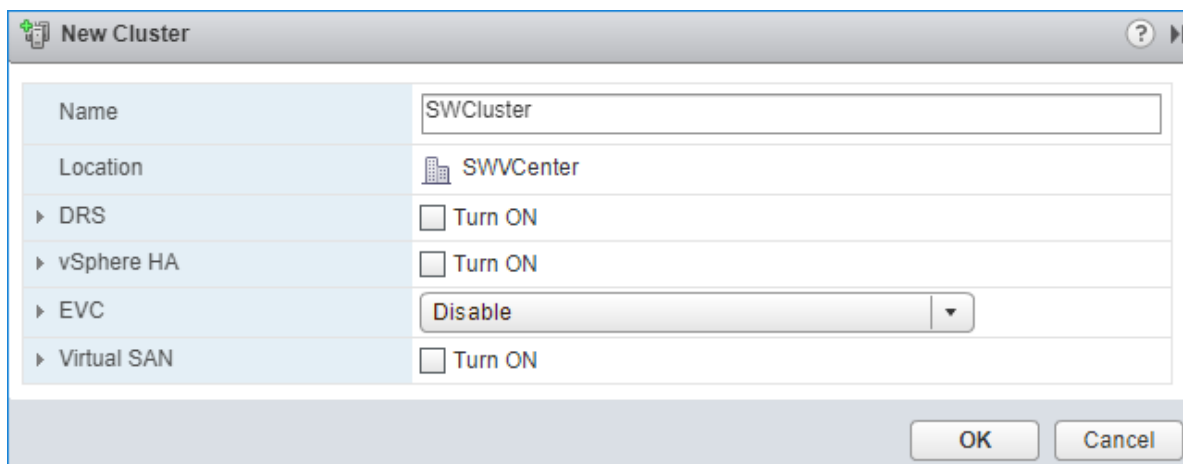 New Cluster ?
Name SWCluster
Location SWVCenter
DRS Turn ON
vSphere HA Turn ON
EVC Disable
Virtual SAN Turn ON
OK Cancel